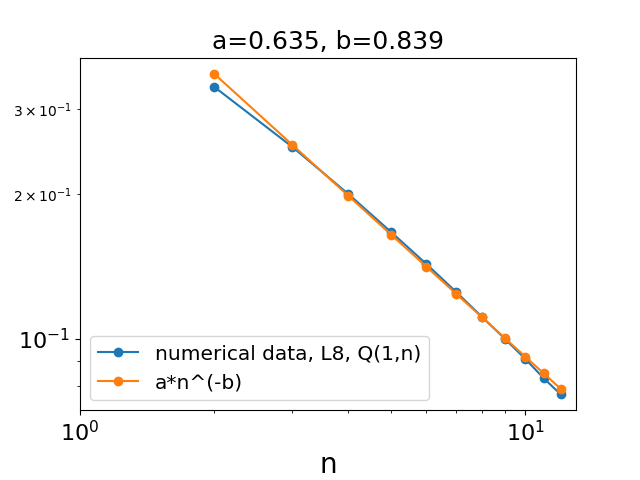 a=0.635, b=0.839
3 × 10⁻¹
2 × 10⁻¹
10⁻¹
numerical data, L8, Q(1,n)
a*n^(-b)
10⁰ 10¹
n